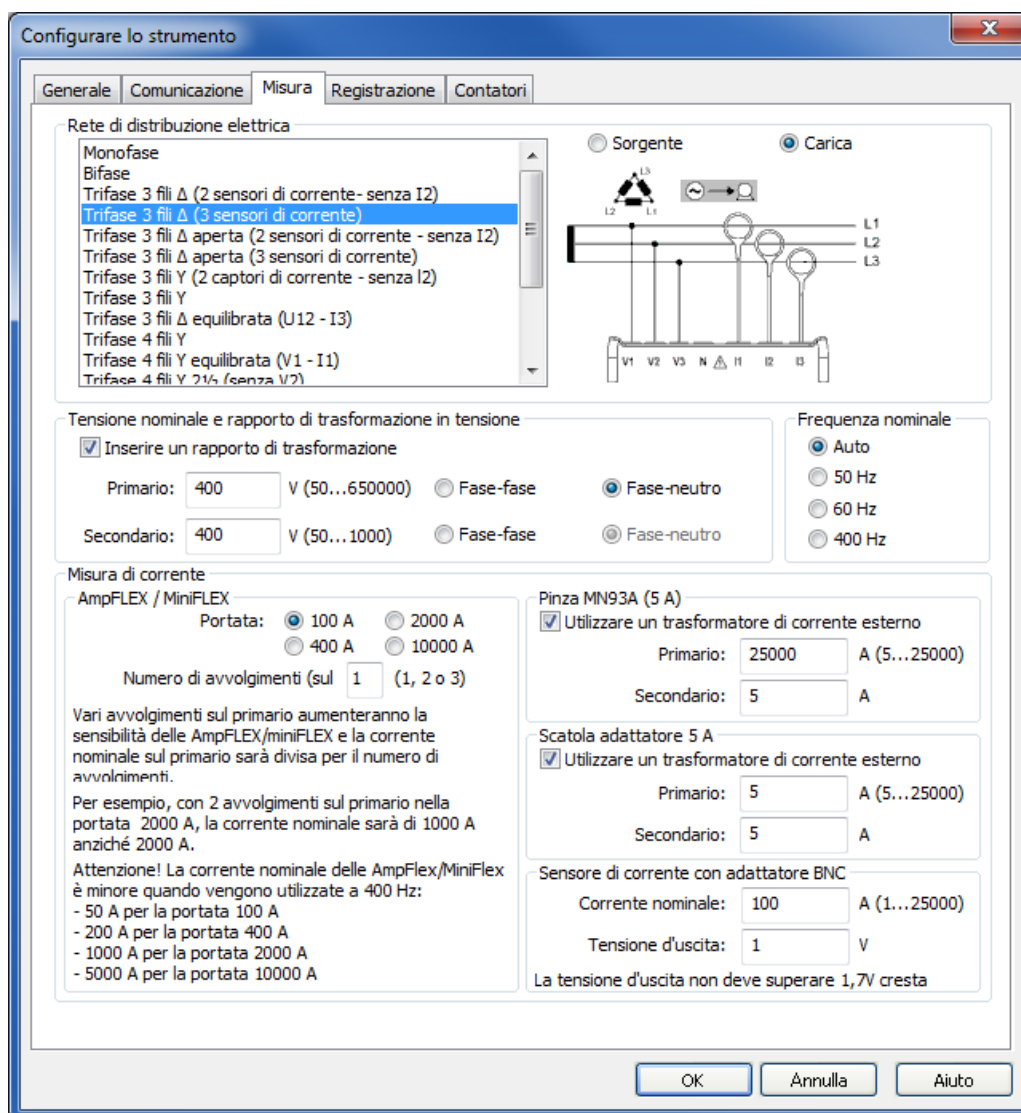 Configurare lo strumento
Generale Comunicazione Misura Registrazione Contatori
Rete di distribuzione elettrica
Monofase
Bifase
Trifase 3 fili Δ (2 sensori di corrente- senza I2)
Trifase 3 fili Δ (3 sensori di corrente)
Trifase 3 fili Δ aperta (2 sensori di corrente - senza I2)
Trifase 3 fili Δ aperta (3 sensori di corrente)
Trifase 3 fili Y (2 captori di corrente - senza l2)
Trifase 3 fili Y
Trifase 3 fili Δ equilibrata (U12 - I3)
Trifase 4 fili Y
Trifase 4 fili Y equilibrata (V1 - I1)
Trifase 4 fili Y 2½ (senza V2)
Sorgente Carica
L3
L2 L1
L1
L2
L3
V1 V2 V3 N I1 I2 I3
Tensione nominale e rapporto di trasformazione in tensione
Inserire un rapporto di trasformazione
Primario: 400 V (50...650000) Fase-fase Fase-neutro
Secondario: 400 V (50...1000) Fase-fase Fase-neutro
Frequenza nominale
Auto
50 Hz
60 Hz
400 Hz
Misura di corrente
AmpFLEX / MiniFLEX
Portata: 100 A 2000 A
400 A 10000 A
Numero di avvolgimenti (sul 1 (1, 2 o 3)
Vari avvolgimenti sul primario aumenteranno la
sensibilità delle AmpFLEX/miniFLEX e la corrente
nominale sul primario sarà divisa per il numero di
avvolgimenti.
Per esempio, con 2 avvolgimenti sul primario nella
portata 2000 A, la corrente nominale sarà di 1000 A
anziché 2000 A.
Attenzione! La corrente nominale delle AmpFlex/MiniFlex
è minore quando vengono utilizzate a 400 Hz:
- 50 A per la portata 100 A
- 200 A per la portata 400 A
- 1000 A per la portata 2000 A
- 5000 A per la portata 10000 A
Pinza MN93A (5 A)
Utilizzare un trasformatore di corrente esterno
Primario: 25000 A (5...25000)
Secondario: 5 A
Scatola adattatore 5 A
Utilizzare un trasformatore di corrente esterno
Primario: 5 A (5...25000)
Secondario: 5 A
Sensore di corrente con adattatore BNC
Corrente nominale: 100 A (1...25000)
Tensione d'uscita: 1 V
La tensione d'uscita non deve superare 1,7V cresta
OK Annulla Aiuto